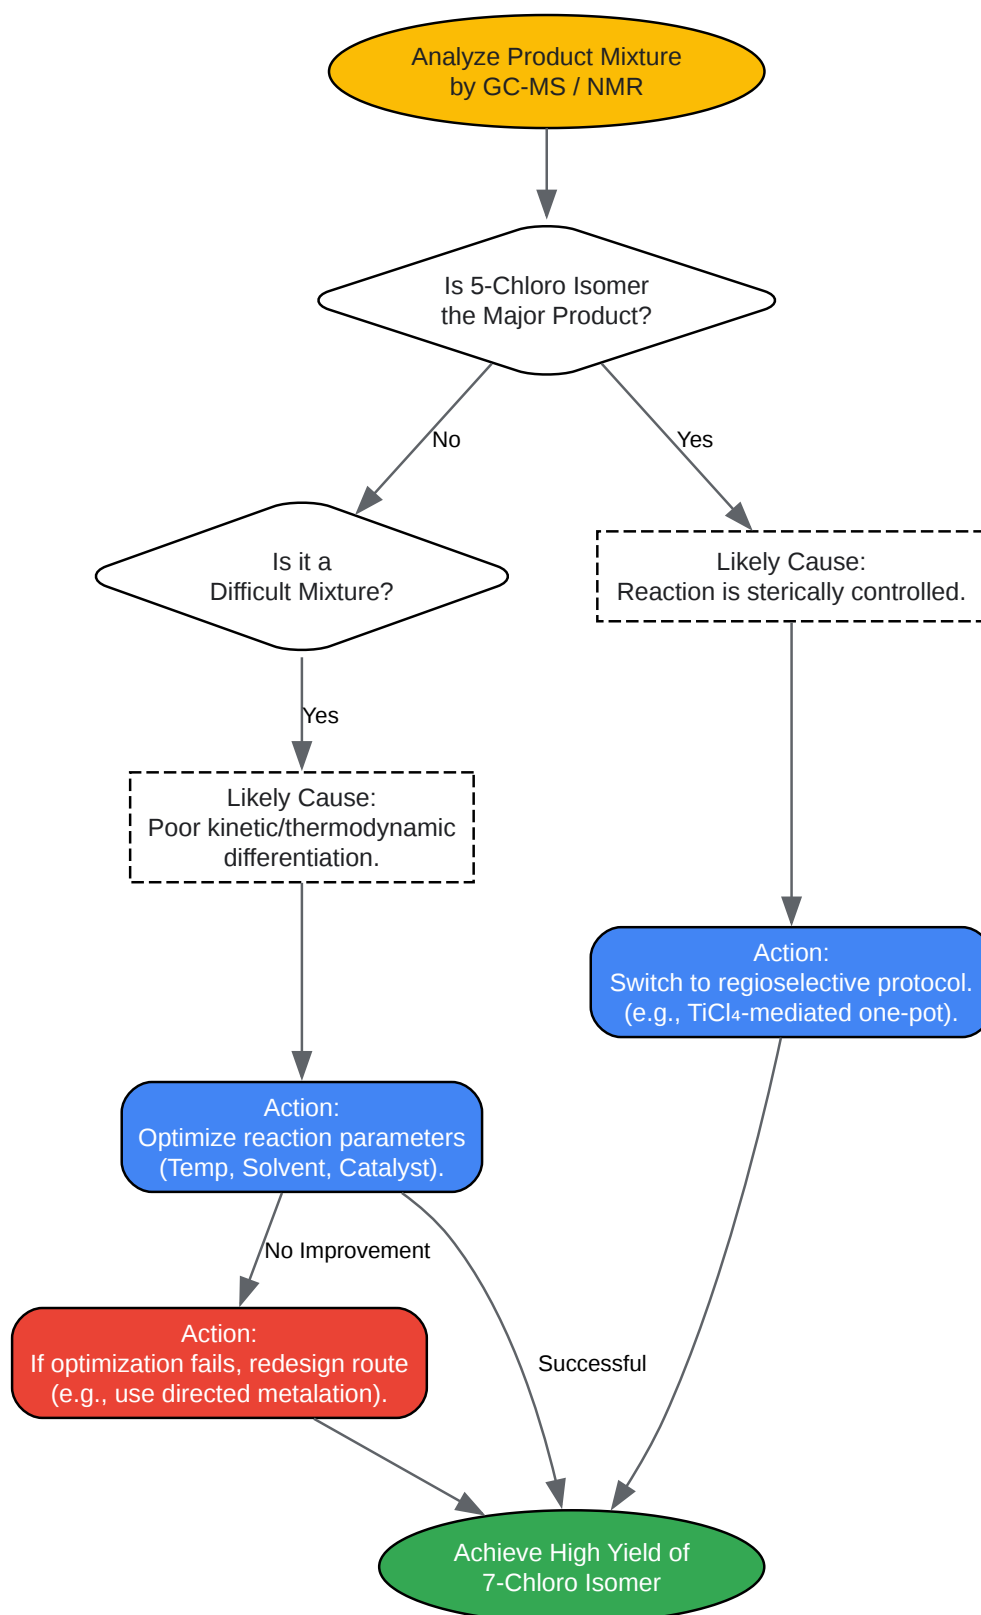 Analyze Product Mixture
by GC-MS / NMR
Is 5-Chloro Isomer
the Major Product?
No
Yes
Is it a
Difficult Mixture?
Likely Cause:
Reaction is sterically controlled.
Yes
Likely Cause:
Poor kinetic/thermodynamic
differentiation.
Action:
Switch to regioselective protocol.
(e.g., TiCl₄-mediated one-pot).
Action:
Optimize reaction parameters
(Temp, Solvent, Catalyst).
No Improvement
Successful
Action:
If optimization fails, redesign route
(e.g., use directed metalation).
Achieve High Yield of
7-Chloro Isomer